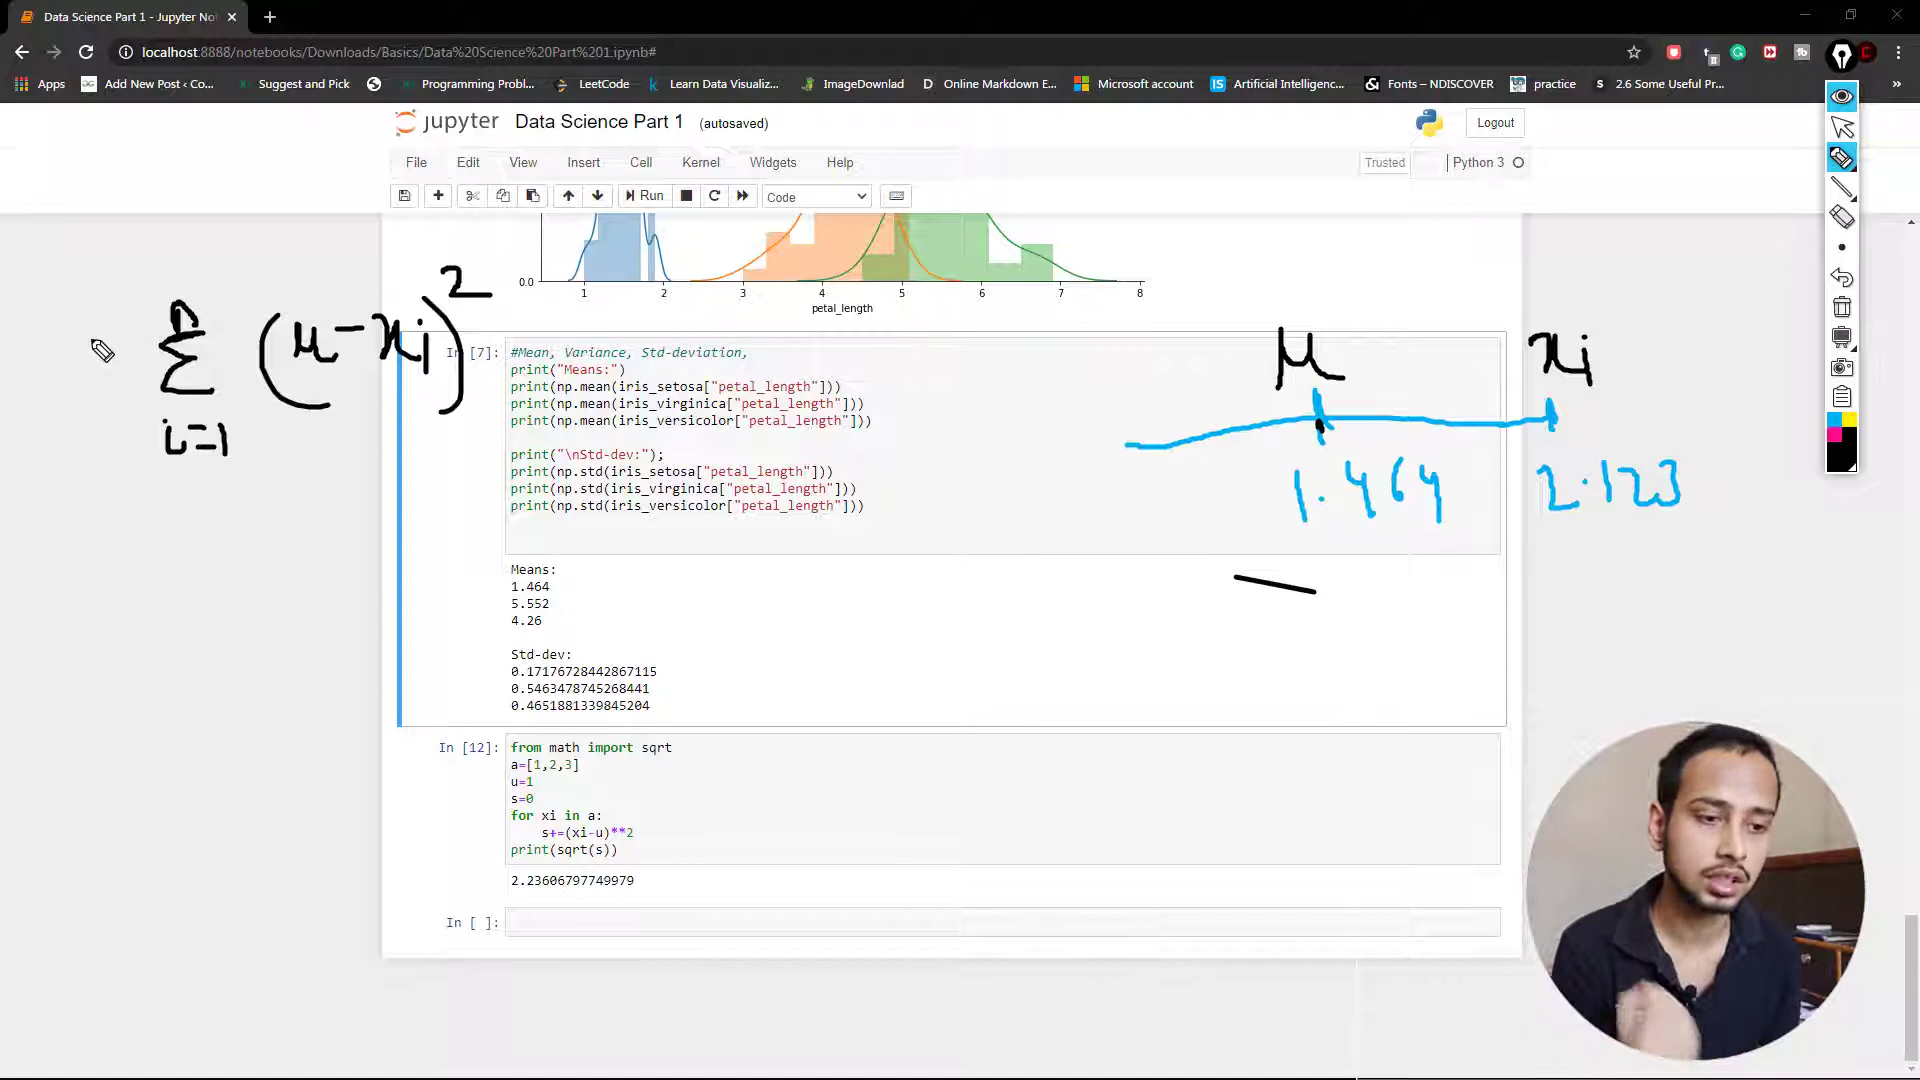 Data Science Part 1 - Jupyter No
localhost:8888/notebooks/Downloads/Basics/Data%20Science%20Part%201.ipynb#
Apps
Add New Post ‹ Co...
Suggest and Pick
Programming Probl...
LeetCode
Learn Data Visualiz...
ImageDownlad
Online Markdown E...
Microsoft account
Artificial Intelligenc...
Fonts – NDISCOVER
practice
2.6 Some Useful Pr...
»
jupyter Data Science Part 1 (autosaved)
Logout
File Edit View Insert Cell Kernel Widgets Help
Trusted
Python 3
Run
Code
0.0
1 2 3 4 5 6 7 8
petal_length
n
Σ (μ-xi)²
i=1
μ xi
1.464 2.123
In [7]:
#Mean, Variance, Std-deviation,
print("Means:")
print(np.mean(iris_setosa["petal_length"]))
print(np.mean(iris_virginica["petal_length"]))
print(np.mean(iris_versicolor["petal_length"]))
print("\nStd-dev:");
print(np.std(iris_setosa["petal_length"]))
print(np.std(iris_virginica["petal_length"]))
print(np.std(iris_versicolor["petal_length"]))
Means:
1.464
5.552
4.26
Std-dev:
0.17176728442867115
0.5463478745268441
0.4651881339845204
In [12]:
from math import sqrt
a=[1,2,3]
u=1
s=0
for xi in a:
s+=(xi-u)**2
print(sqrt(s))
2.23606797749979
In [ ]: